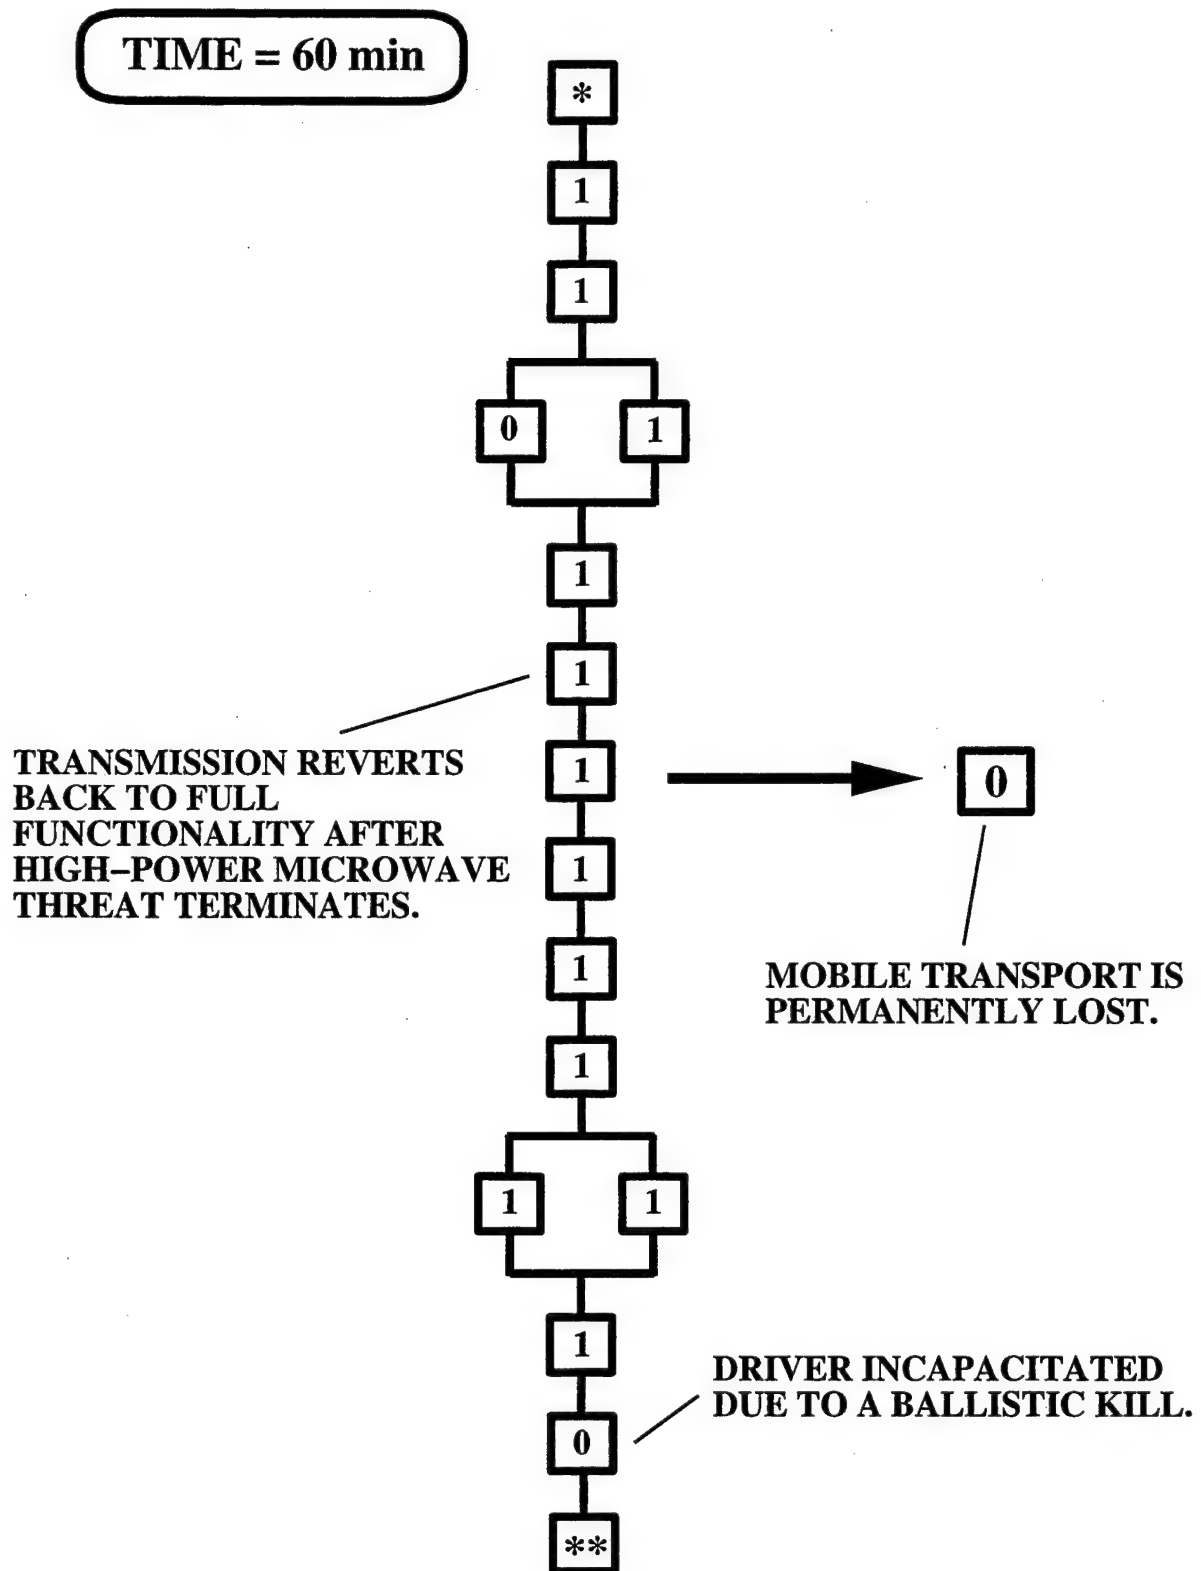 TIME = 60 min
*
1
1
0 1
1
1
TRANSMISSION REVERTS
BACK TO FULL
FUNCTIONALITY AFTER
HIGH–POWER MICROWAVE
THREAT TERMINATES.
1
0
MOBILE TRANSPORT IS
PERMANENTLY LOST.
1
1
1
1 1
1
DRIVER INCAPACITATED
DUE TO A BALLISTIC KILL.
0
**